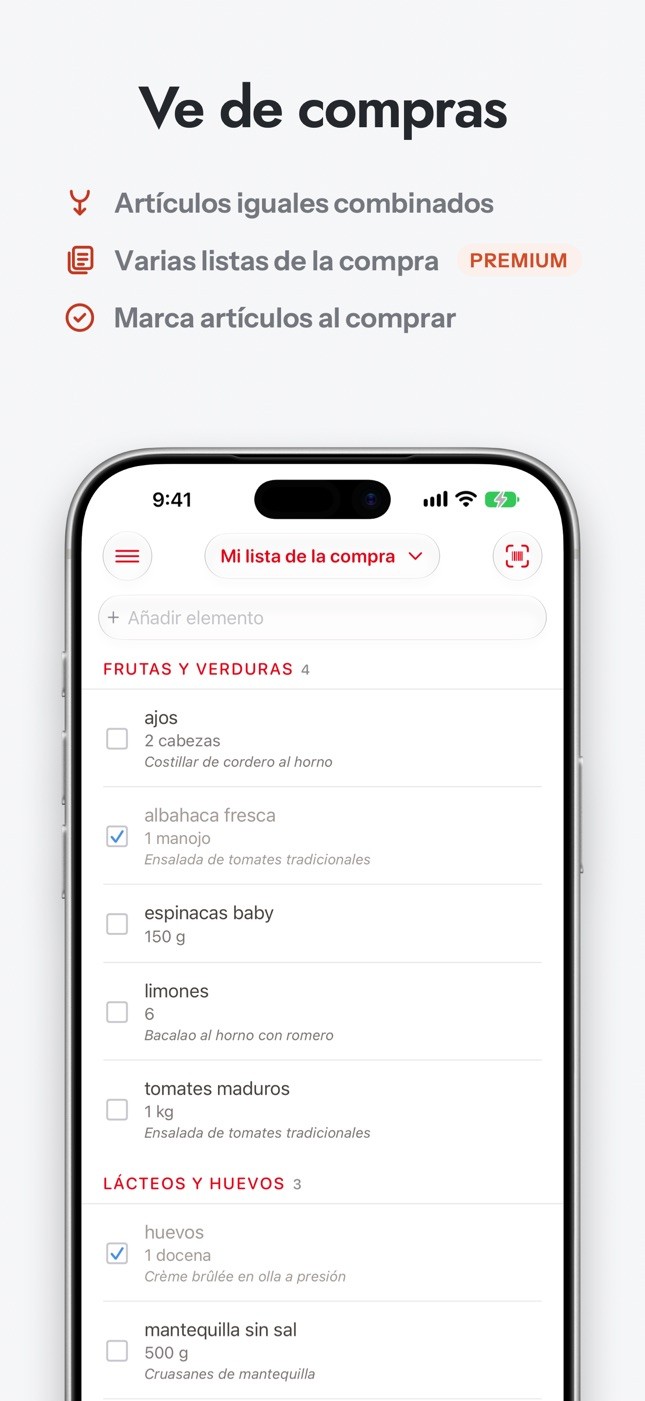 Ve de compras
Artículos iguales combinados
Varias listas de la compra PREMIUM
Marca artículos al comprar
9:41
Mi lista de la compra
+ Añadir elemento
FRUTAS Y VERDURAS 4
ajos
2 cabezas
Costillar de cordero al horno
albahaca fresca
1 manojo
Ensalada de tomates tradicionales
espinacas baby
150 g
limones
6
Bacalao al horno con romero
tomates maduros
1 kg
Ensalada de tomates tradicionales
LÁCTEOS Y HUEVOS 3
huevos
1 docena
Crème brûlée en olla a presión
mantequilla sin sal
500 g
Cruasanes de mantequilla